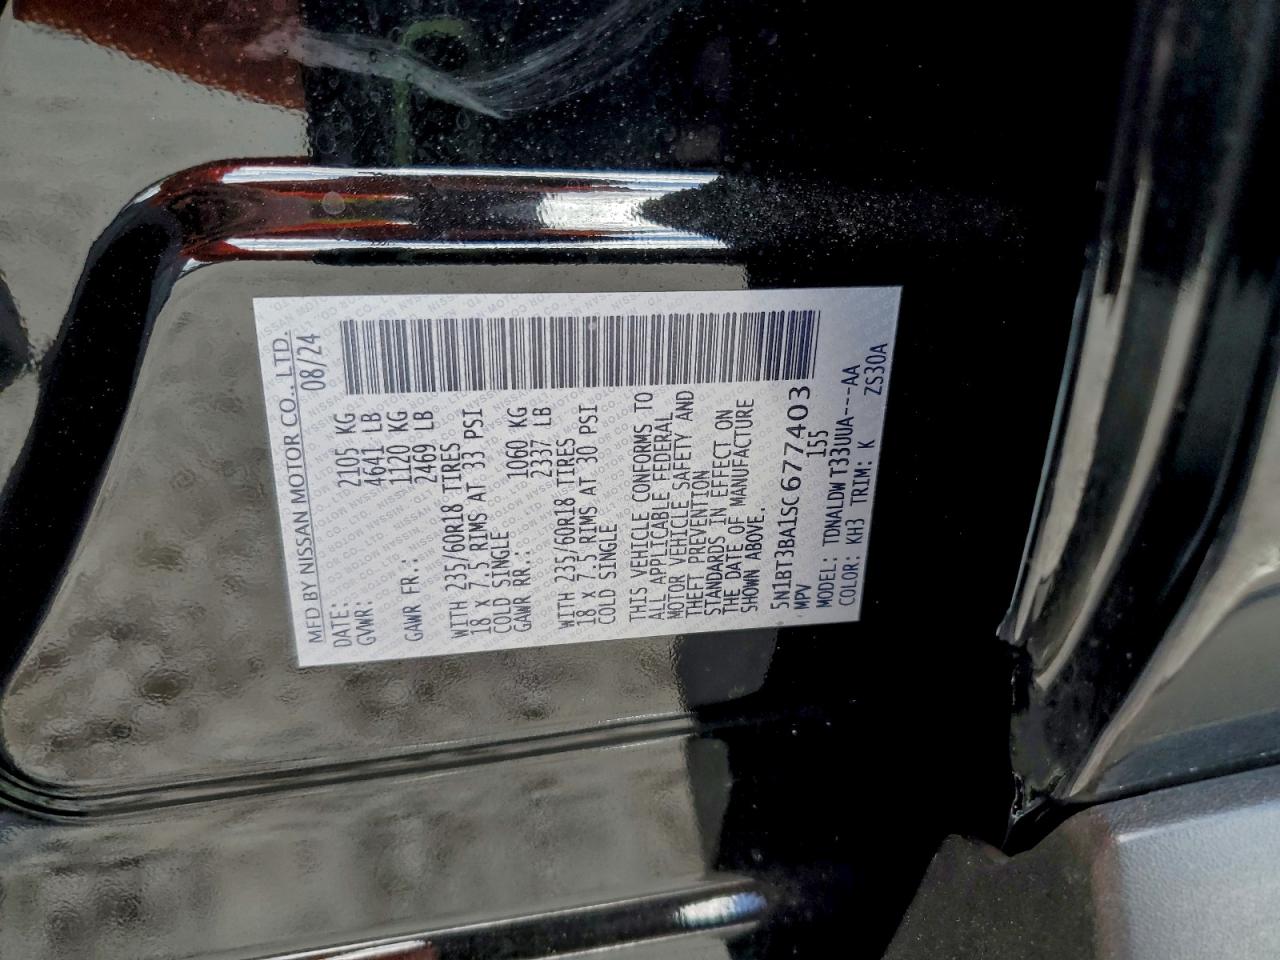 MFD BY NISSAN MOTOR CO., LTD.
DATE: 08/24
GVWR: 2105 KG
4641 LB
GAWR FR.: 1120 KG
2469 LB
WITH 235/60R18 TIRES
18 x 7.5 RIMS AT 33 PSI
COLD SINGLE
GAWR RR.: 1060 KG
2337 LB
WITH 235/60R18 TIRES
18 x 7.5 RIMS AT 30 PSI
COLD SINGLE
THIS VEHICLE CONFORMS TO
ALL APPLICABLE FEDERAL
MOTOR VEHICLE SAFETY AND
THEFT PREVENTION
STANDARDS IN EFFECT ON
THE DATE OF MANUFACTURE
SHOWN ABOVE.
5N1BT3BA1SC677403
MPV 155
MODEL: TDNALDW T33UUA---AA
COLOR: KH3 TRIM: K ZS30A